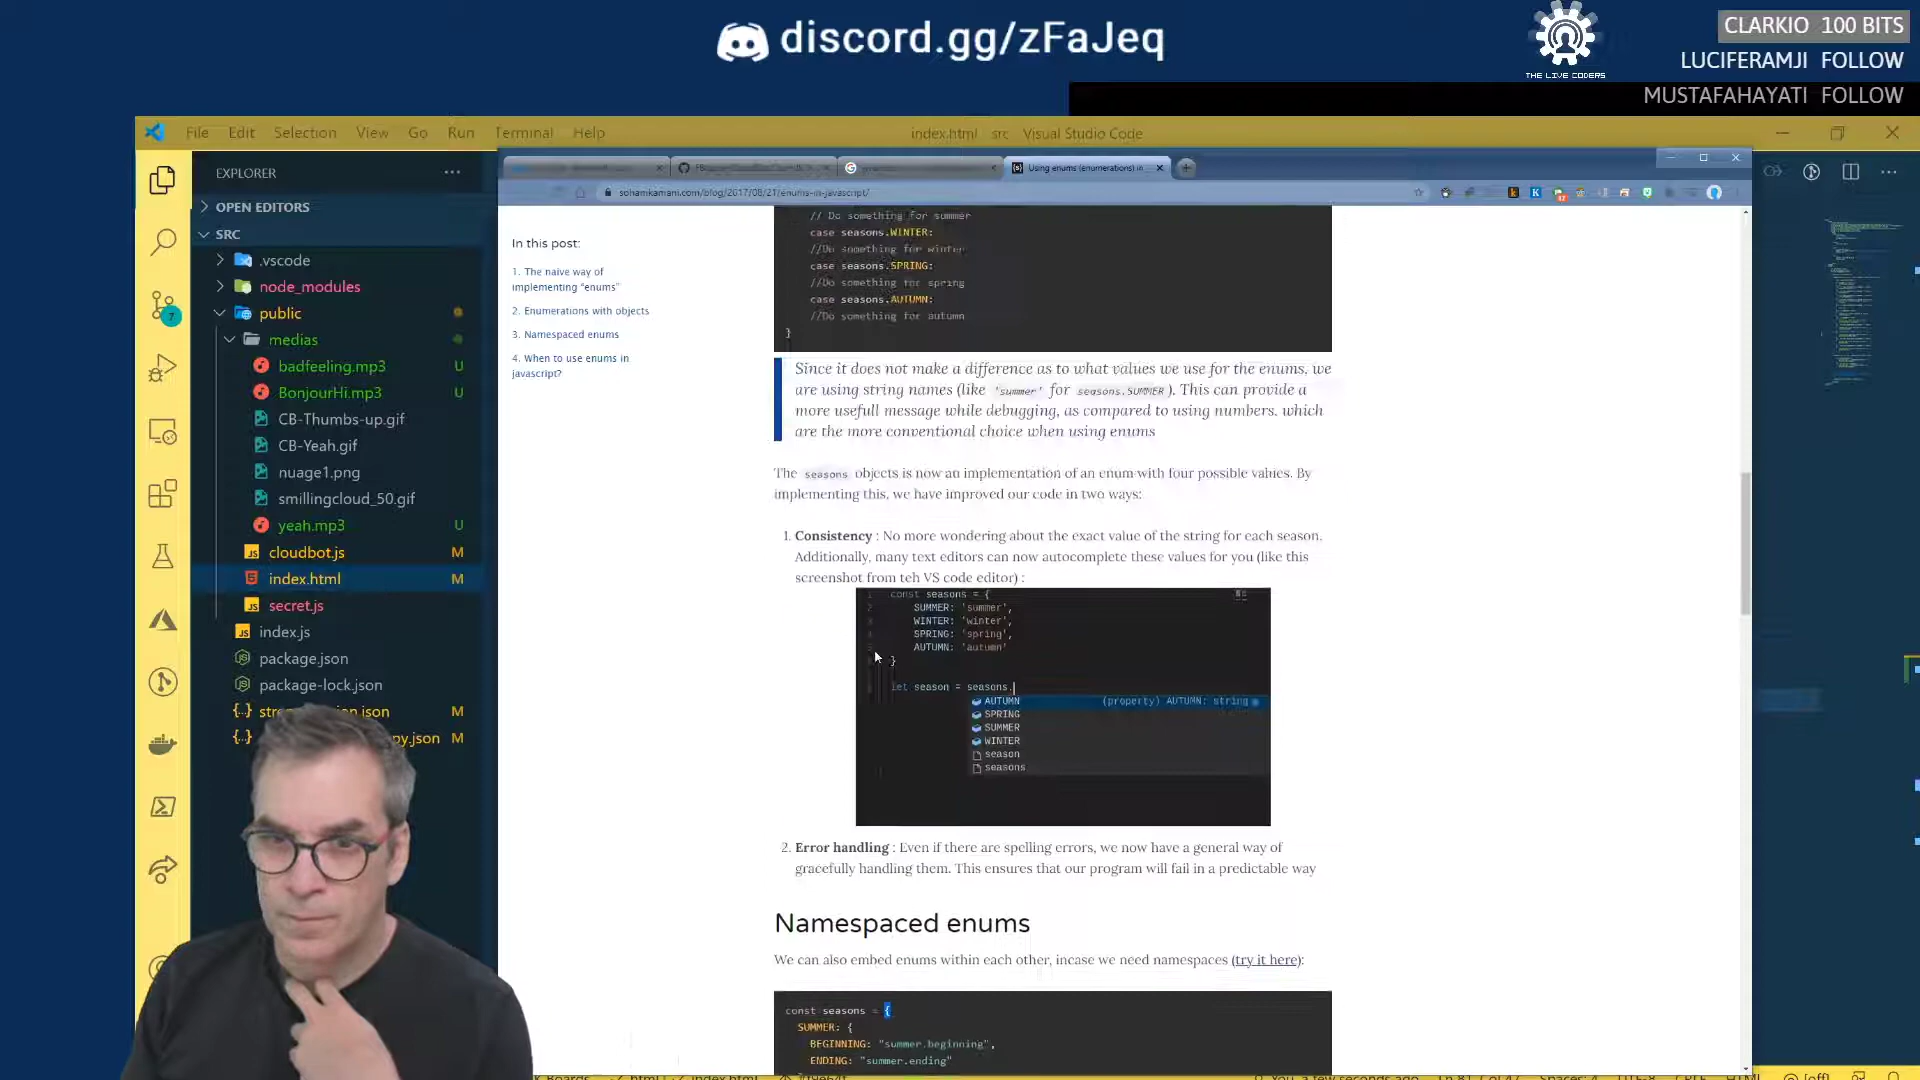 discord.gg/zFaJeq
THE LIVE CODERS
CLARKIO 100 BITS
LUCIFERAMJI FOLLOW
MUSTAFAHAYATI FOLLOW
File Edit Selection View Go Run Terminal Help
index.html src Visual Studio Code
EXPLORER
OPEN EDITORS
SRC
.vscode
node_modules
public
medias
badfeeling.mp3 U
BonjourHi.mp3 U
CB-Thumbs-up.gif
CB-Yeah.gif
nuage1.png
smillingcloud_50.gif
yeah.mp3 U
cloudbot.js M
index.html M
secret.js
index.js
package.json
package-lock.json
M
py.json M
7
Using enums (enumerations) in
sohamkamani.com/blog/2017/08/21/enums-in-javascript/
In this post:
1. The naive way of
implementing “enums”
2. Enumerations with objects
3. Namespaced enums
4. When to use enums in
javascript?
// Do something for summer
case seasons.WINTER:
//Do something for winter
case seasons.SPRING:
//Do something for spring
case seasons.AUTUMN:
//Do something for autumn
}
Since it does not make a difference as to what values we use for the enums, we
are using string names (like 'summer' for seasons.SUMMER). This can provide a
more usefull message while debugging, as compared to using numbers. which
are the more conventional choice when using enums
The seasons objects is now an implementation of an enum with four possible values. By
implementing this, we have improved our code in two ways:
1. Consistency : No more wondering about the exact value of the string for each season.
Additionally, many text editors can now autocomplete these values for you (like this
screenshot from teh VS code editor) :
const seasons = {
SUMMER: 'summer',
WINTER: 'winter',
SPRING: 'spring',
AUTUMN: 'autumn'
}
let season = seasons.
AUTUMN (property) AUTUMN: string
SPRING
SUMMER
WINTER
season
seasons
2. Error handling : Even if there are spelling errors, we now have a general way of
gracefully handling them. This ensures that our program will fail in a predictable way
Namespaced enums
We can also embed enums within each other, incase we need namespaces (try it here):
const seasons = {
SUMMER: {
BEGINNING: "summer.beginning",
ENDING: "summer.ending"